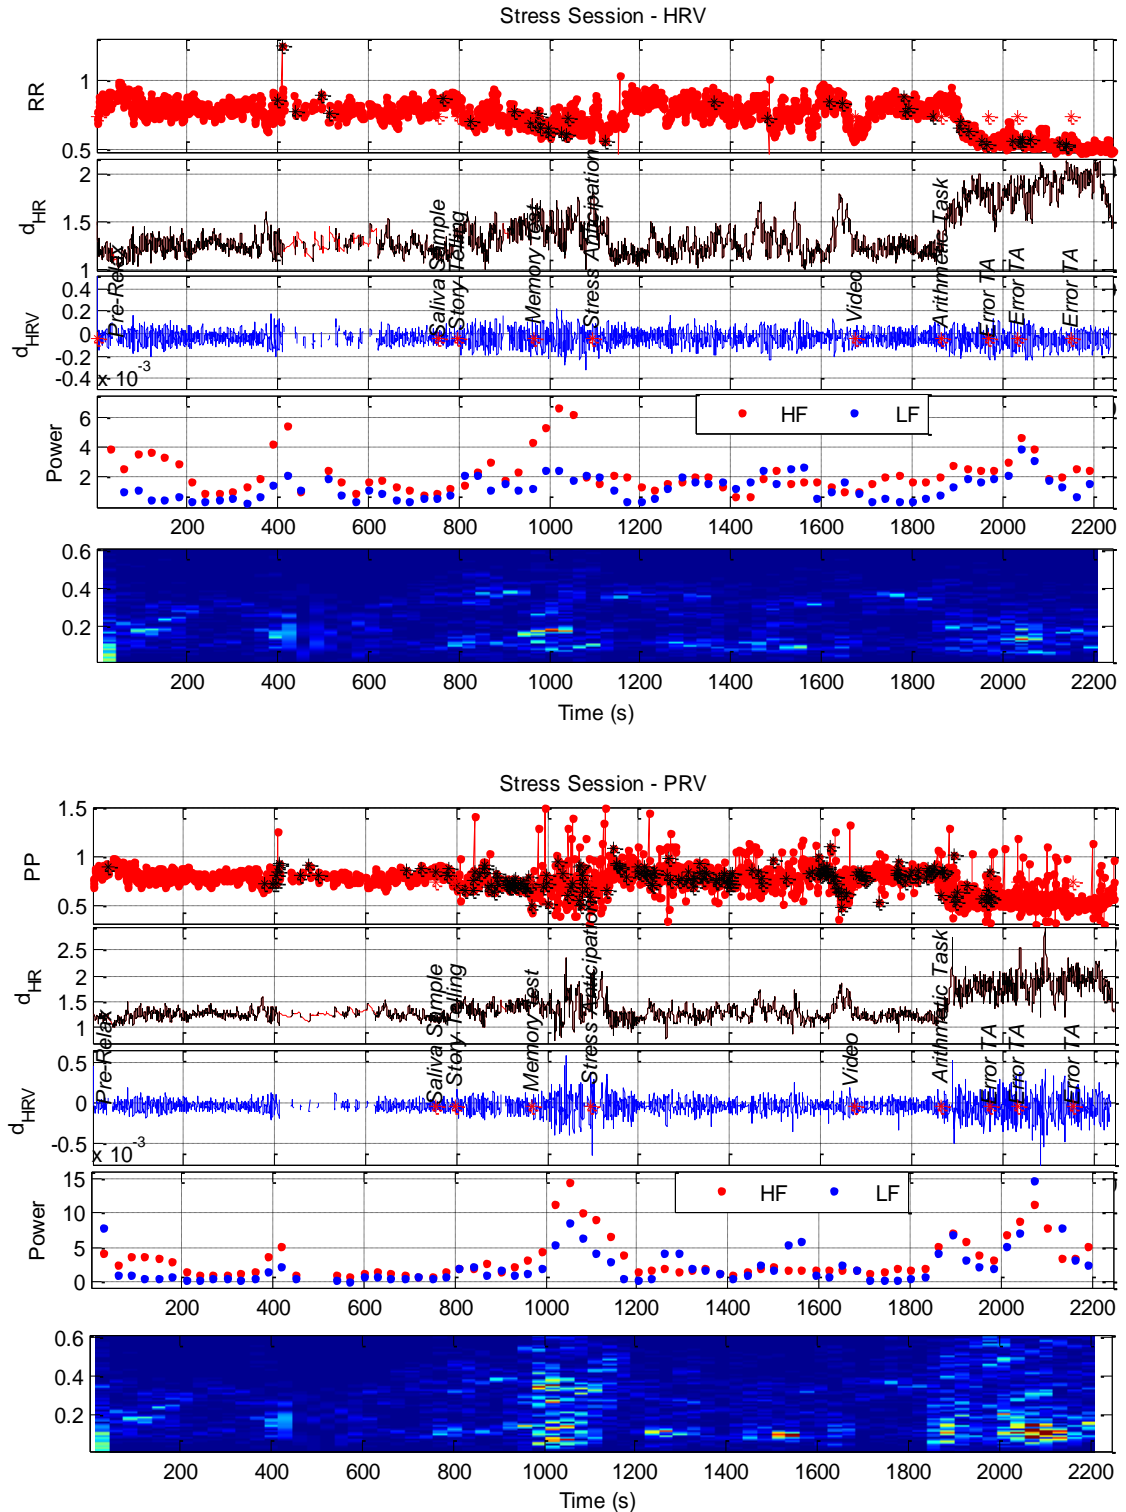 Stress Session - HRV
RR
1
0.5
d_HR
2
1.5
1
d_HRV
0.4
0.2
0
-0.2
-0.4
Pre-Relax
Saliva Sample
Story Telling
Memory test
Stress Anticipation
Video
Arithmetic Task
Error TA
Error TA
Error TA
x 10^-3
Power
6
4
2
HF LF
200 400 600 800 1000 1200 1400 1600 1800 2000 2200
0.6
0.4
0.2
200 400 600 800 1000 1200 1400 1600 1800 2000 2200
Time (s)
Stress Session - PRV
PP
1.5
1
0.5
d_HR
2.5
2
1.5
1
d_HRV
0.5
0
-0.5
Pre-Relax
Saliva Sample
Story Telling
Memory test
Stress Anticipation
Video
Arithmetic Task
Error TA
Error TA
Error TA
x 10^-3
Power
15
10
5
0
HF LF
200 400 600 800 1000 1200 1400 1600 1800 2000 2200
0.6
0.4
0.2
200 400 600 800 1000 1200 1400 1600 1800 2000 2200
Time (s)